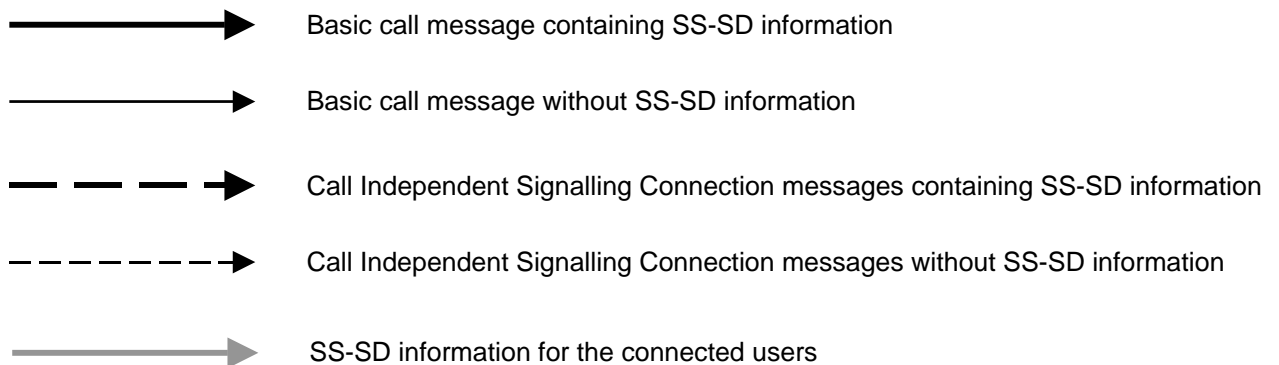 Basic call message containing SS-SD information
Basic call message without SS-SD information
Call Independent Signalling Connection messages containing SS-SD information
Call Independent Signalling Connection messages without SS-SD information
SS-SD information for the connected users